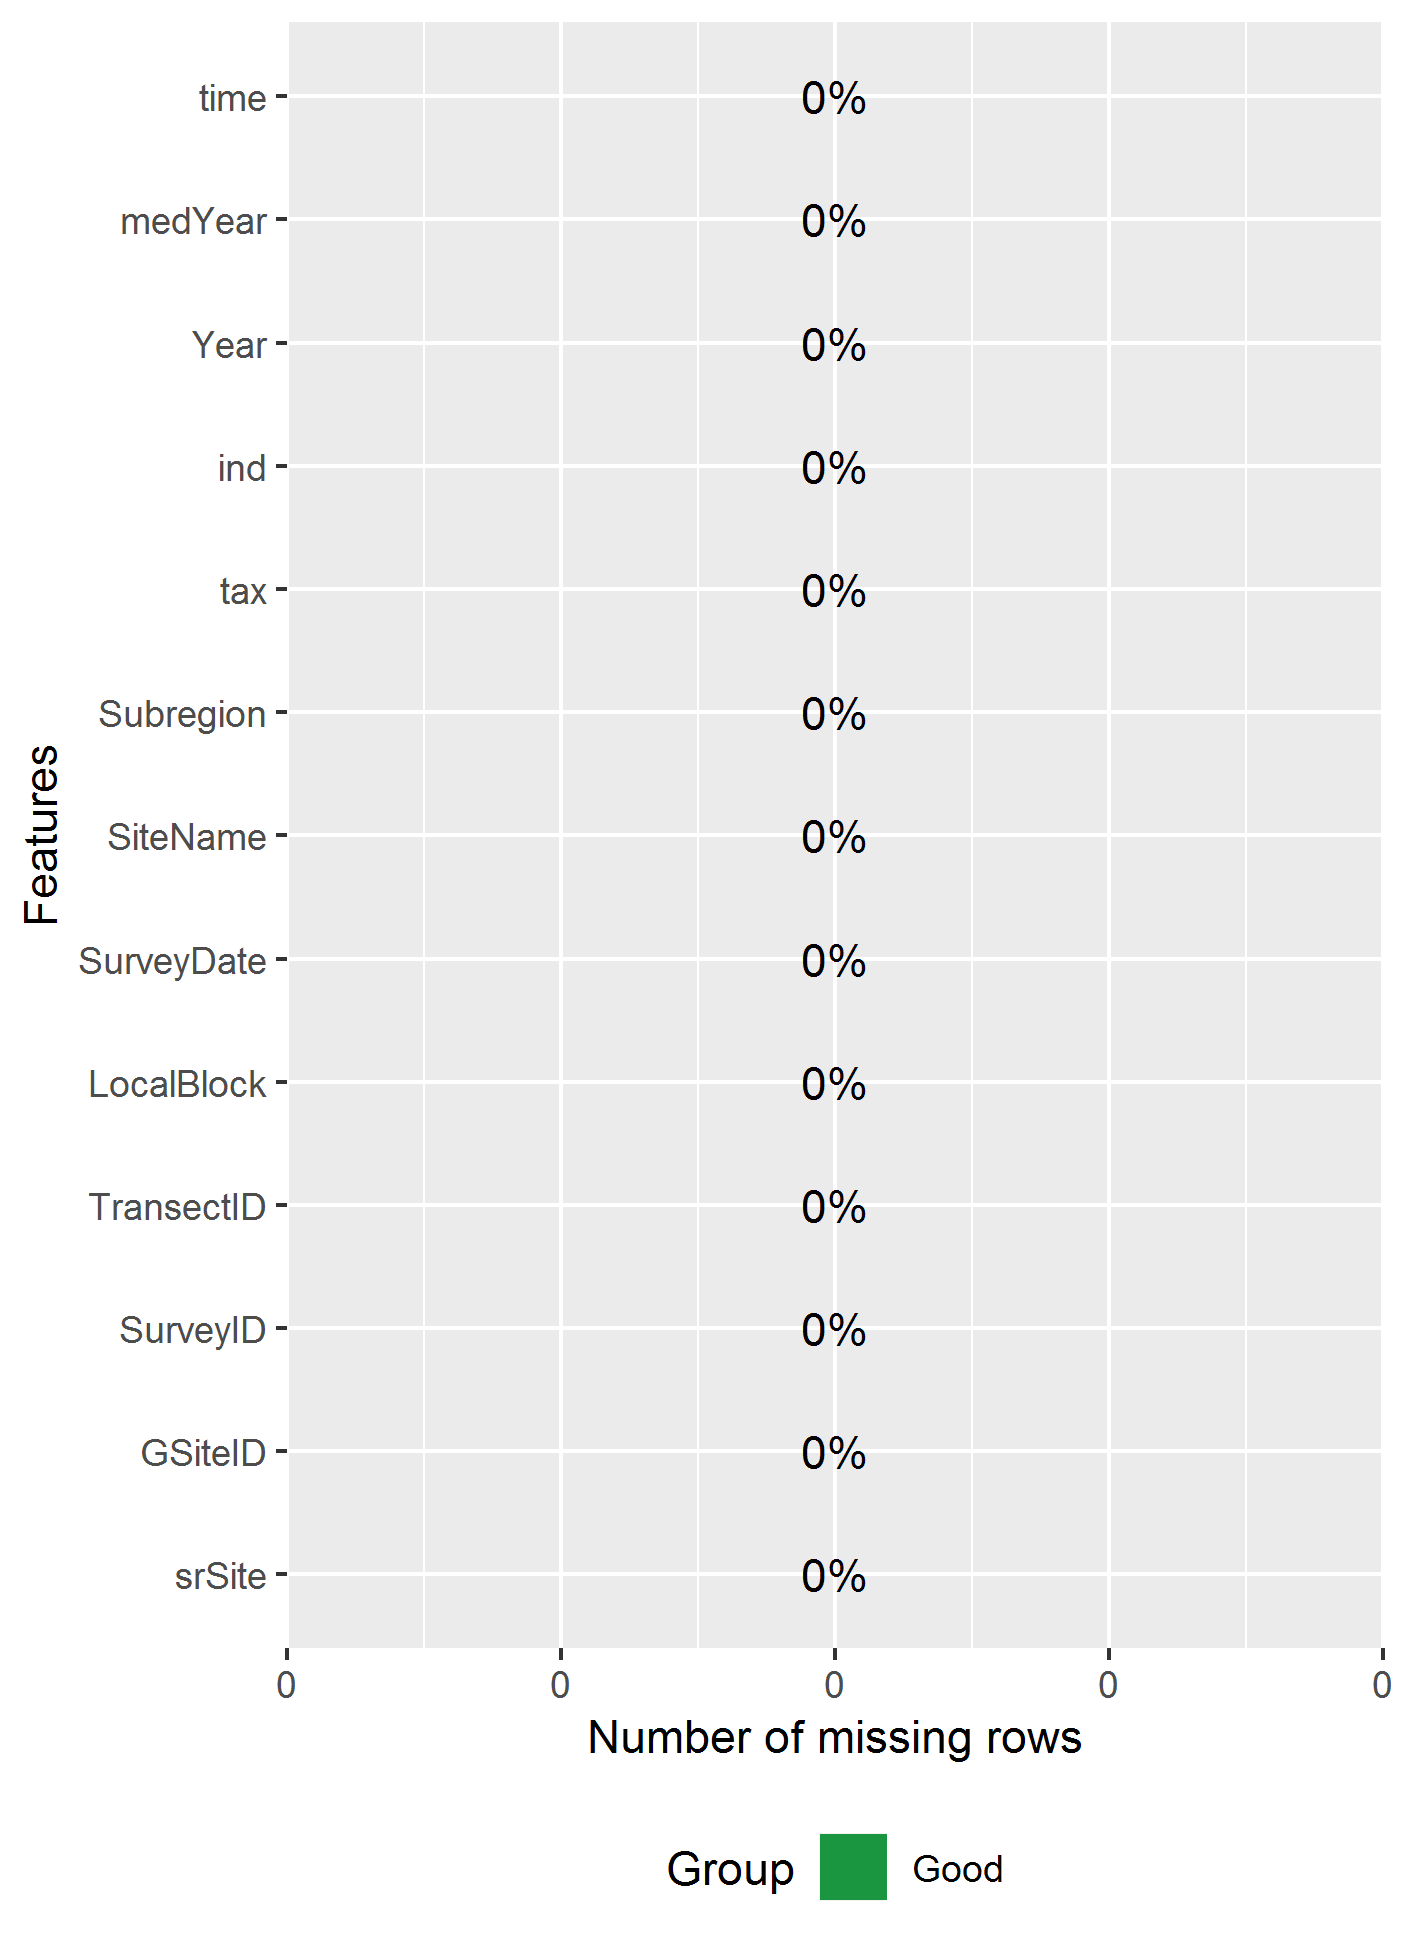 time 0%
medYear 0%
Year 0%
ind 0%
tax 0%
Subregion 0%
SiteName 0%
SurveyDate 0%
LocalBlock 0%
TransectID 0%
SurveyID 0%
GSiteID 0%
srSite 0%
Features
0 0 0 0 0
Number of missing rows
Group Good